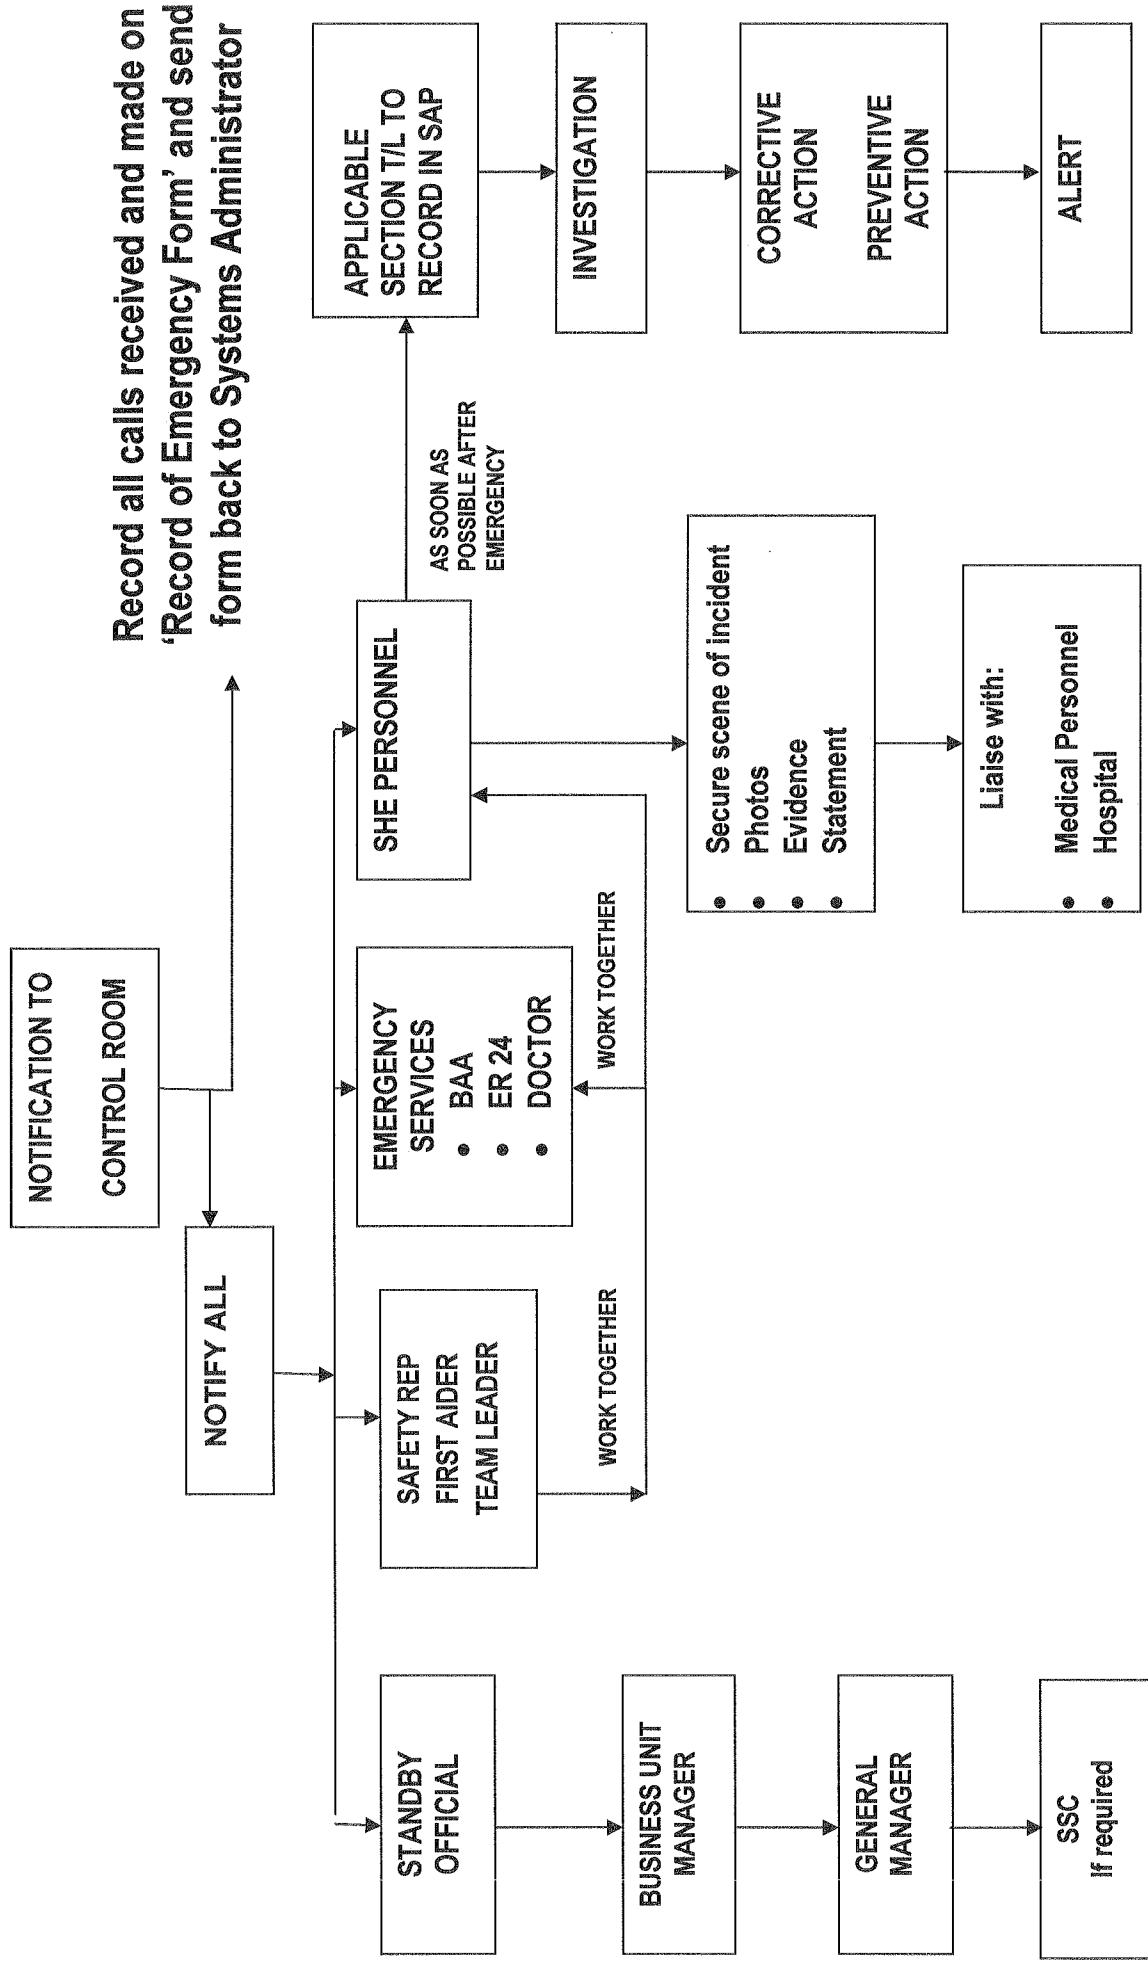 NOTIFICATION TO
CONTROL ROOM
Record all calls received and made on
‘Record of Emergency Form’ and send
form back to Systems Administrator
NOTIFY ALL
STANDBY
OFFICIAL
SAFETY REP
FIRST AIDER
TEAM LEADER
EMERGENCY
SERVICES
• BAA
• ER 24
• DOCTOR
SHE PERSONNEL
APPLICABLE
SECTION T/L TO
RECORD IN SAP
AS SOON AS
POSSIBLE AFTER
EMERGENCY
WORK TOGETHER
WORK TOGETHER
BUSINESS UNIT
MANAGER
GENERAL
MANAGER
SSC
If required
• Secure scene of incident
• Photos
• Evidence
• Statement
Liaise with:
• Medical Personnel
• Hospital
INVESTIGATION
CORRECTIVE
ACTION
PREVENTIVE
ACTION
ALERT